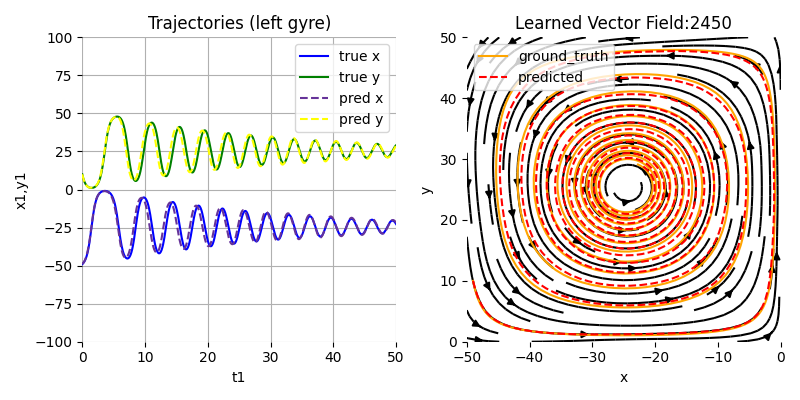 Trajectories (left gyre)
100
75
50
25
0
−25
−50
−75
−100
x1,y1
0
10
20
30
40
50
t1
true x
true y
pred x
pred y
Learned Vector Field:2450
50
40
30
20
10
0
y
−50
−40
−30
−20
−10
0
x
ground_truth
predicted